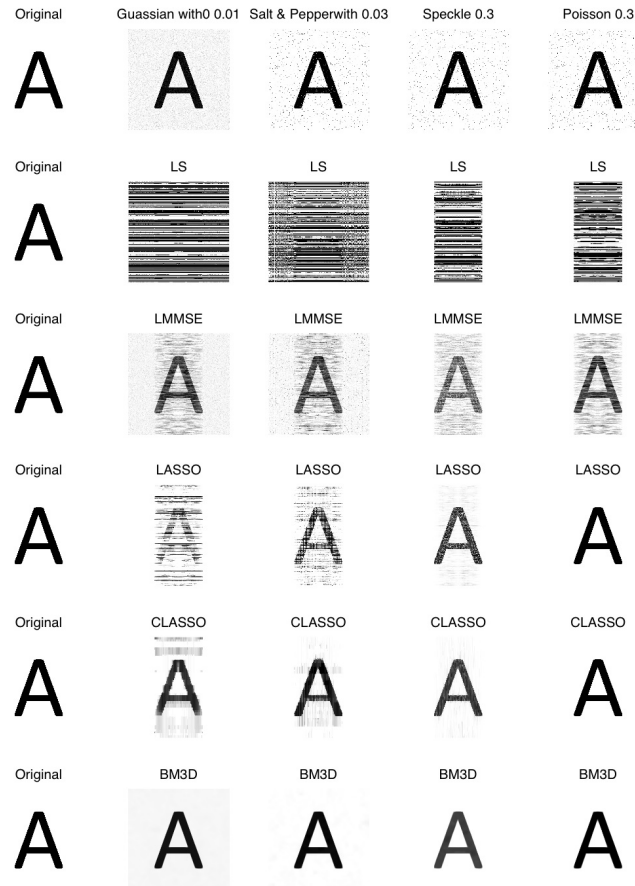 Original Guassian with0 0.01 Salt & Pepperwith 0.03 Speckle 0.3 Poisson 0.3
A A A A A
Original LS LS LS LS
A
Original LMMSE LMMSE LMMSE LMMSE
A A A A A
Original LASSO LASSO LASSO LASSO
A A A A A
Original CLASSO CLASSO CLASSO CLASSO
A A A A A
Original BM3D BM3D BM3D BM3D
A A A A A